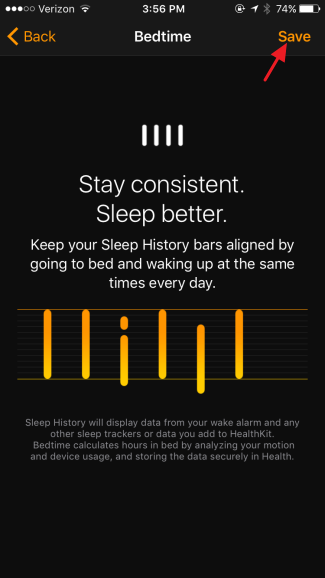 Verizon 3:56 PM 74%
Back Bedtime Save
Stay consistent.
Sleep better.
Keep your Sleep History bars aligned by
going to bed and waking up at the same
times every day.
Sleep History will display data from your wake alarm and any
other sleep trackers or data you add to HealthKit.
Bedtime calculates hours in bed by analyzing your motion
and device usage, and storing the data securely in Health.